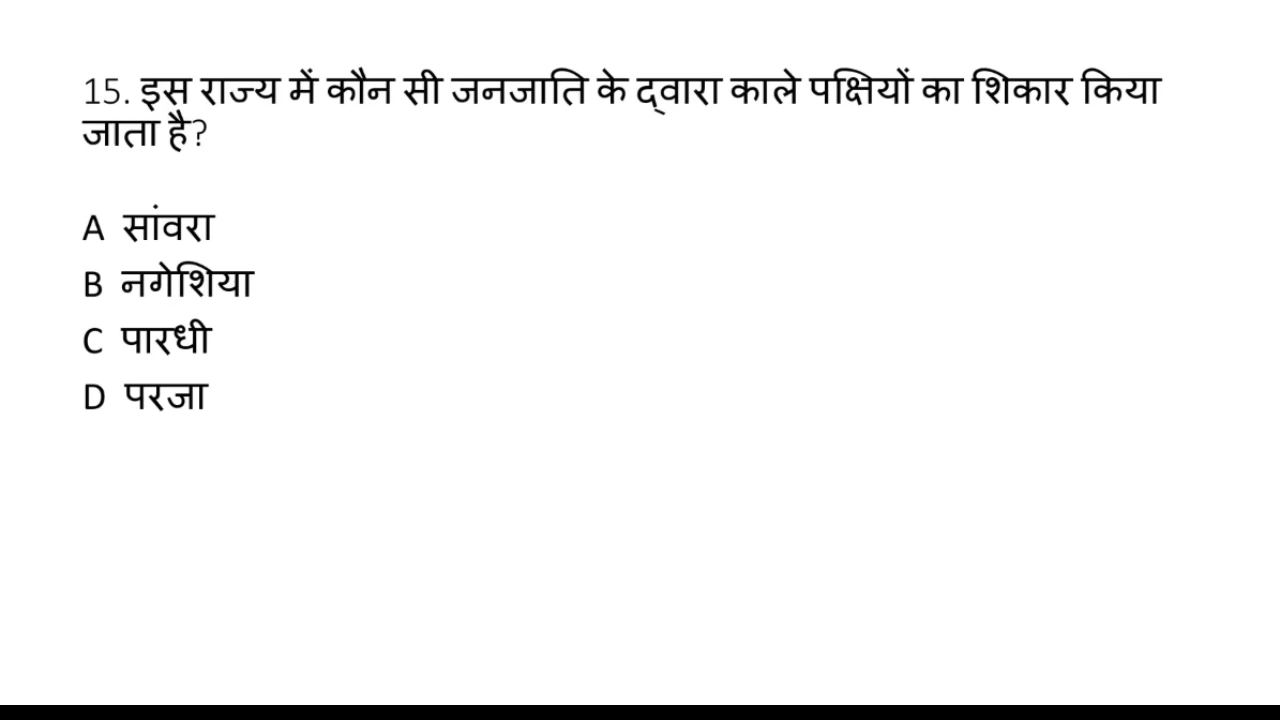 15. इस राज्य में कौन सी जनजाति के द्वारा काले पक्षियों का शिकार किया
जाता है?
A सांवरा
B नगेशिया
C पारधी
D परजा